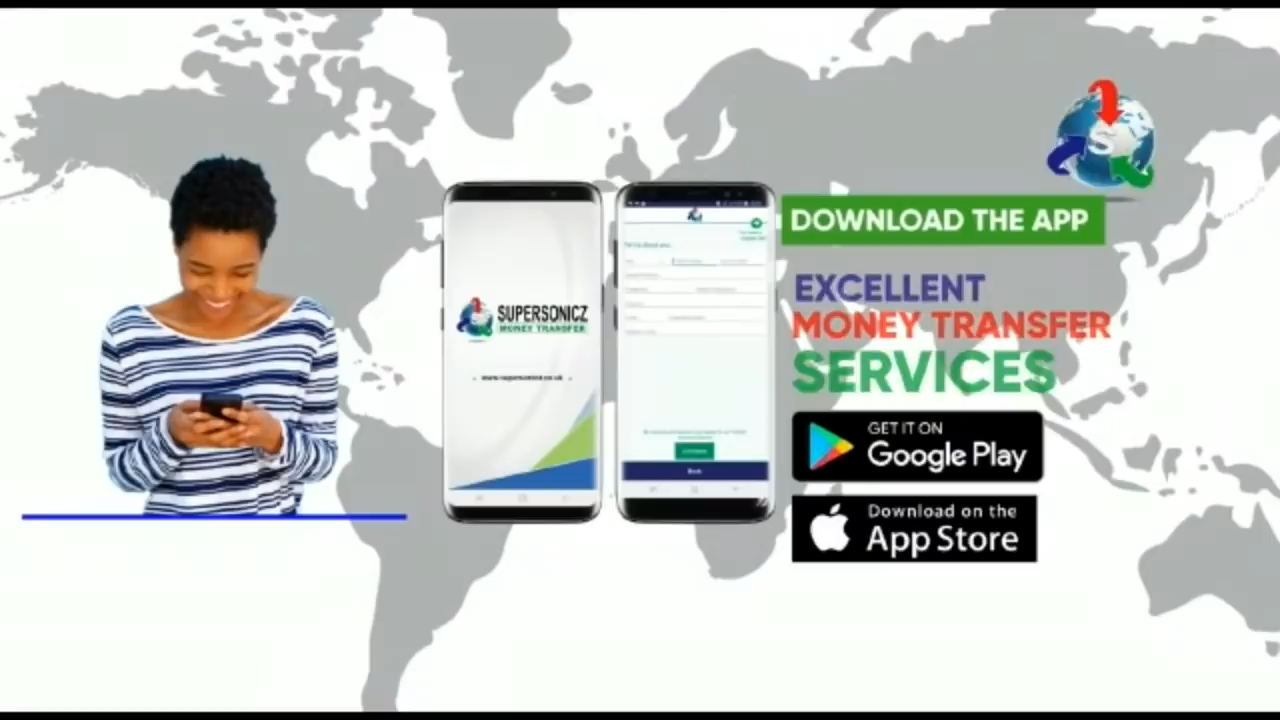 SUPERSONICZ
MONEY TRANSFER
DOWNLOAD THE APP
EXCELLENT
MONEY TRANSFER
SERVICES
GET IT ON
Google Play
Download on the
App Store
S
Back